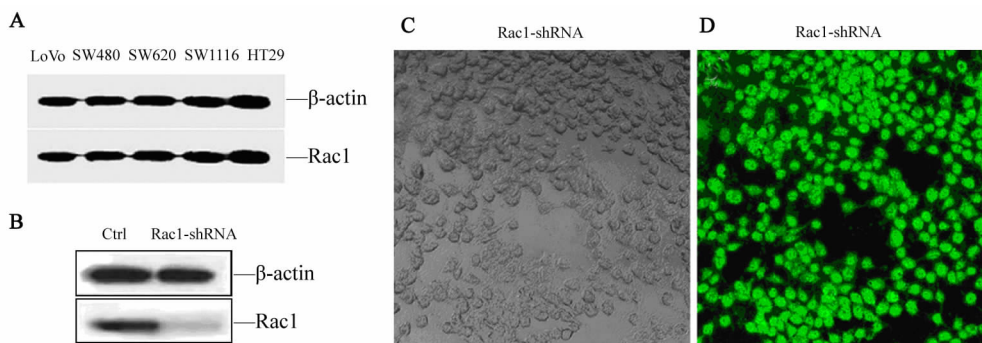 A
LoVo SW480 SW620 SW1116 HT29
β-actin
Rac1
B
Ctrl Rac1-shRNA
β-actin
Rac1
C
Rac1-shRNA
D
Rac1-shRNA